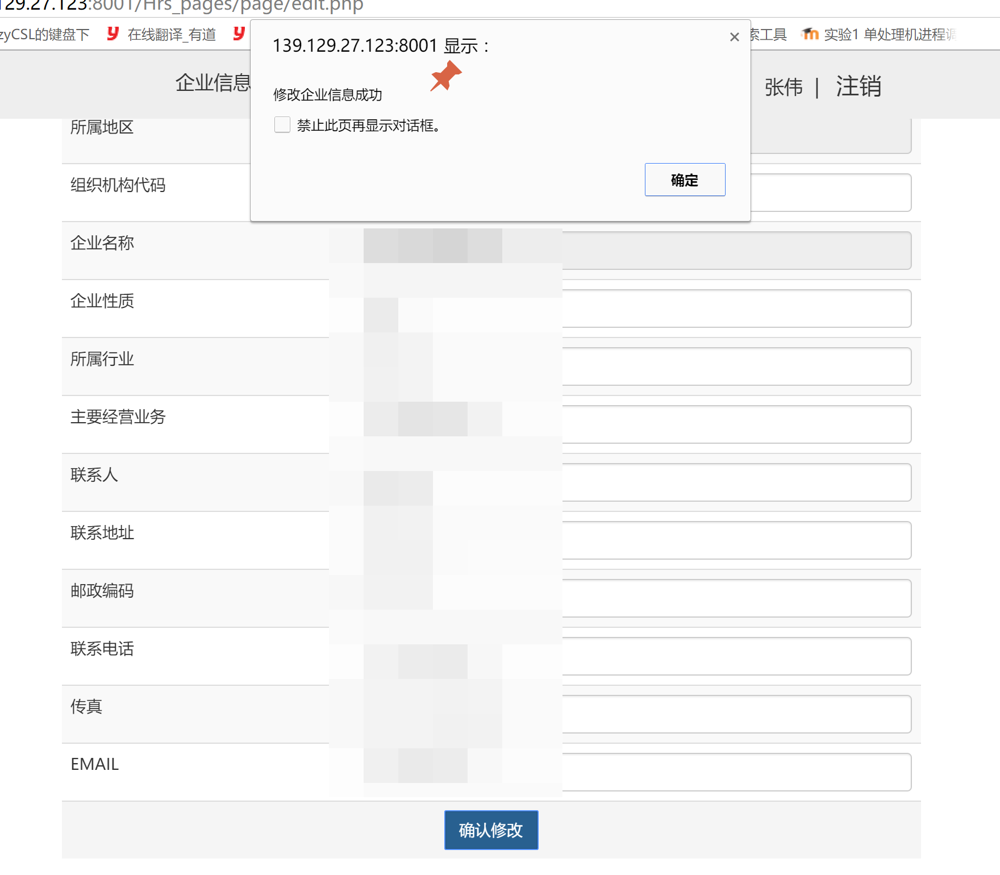 129.27.123:8001/Hrs_pages/page/edit.php
zyCSL的键盘下 在线翻译_有道 索工具 实验1 单处理机进程调
139.129.27.123:8001 显示：
×
企业信息 张伟 | 注销
修改企业信息成功
禁止此页再显示对话框。
确定
所属地区
组织机构代码
企业名称
企业性质
所属行业
主要经营业务
联系人
联系地址
邮政编码
联系电话
传真
EMAIL
确认修改